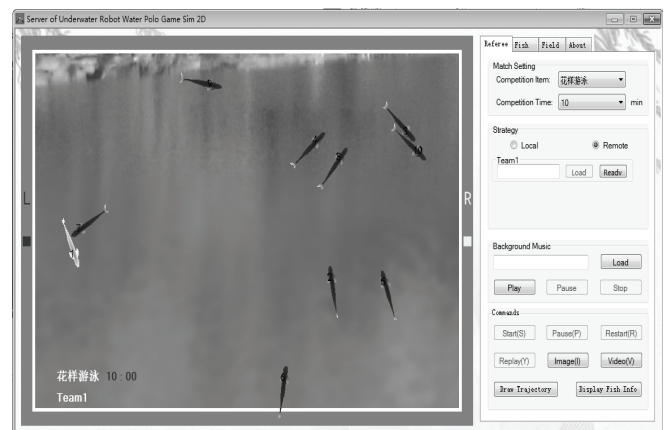 Server of Underwater Robot Water Polo Game Sim 2D
Referee Fish Field About
Match Setting
Competition Item: 花样游泳
Competition Time: 10 min
Strategy
Local Remote
Team1
Load Ready
Background Music
Load
Play Pause Stop
Commands
Start(S) Pause(P) Restart(R)
Replay(Y) Image(I) Video(V)
Draw Trajectory Display Fish Info
L
R
10
2
花样游泳 10 : 00
Team1